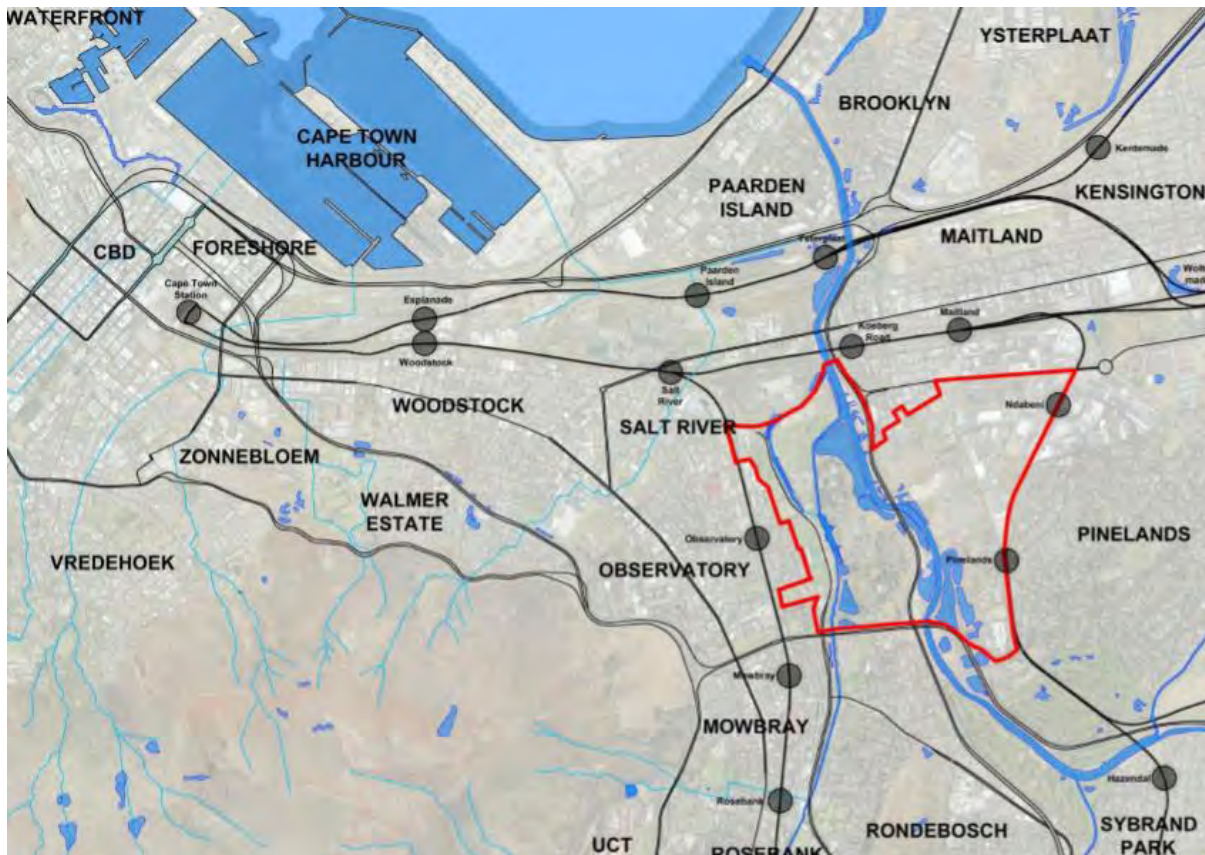 WATERFRONT
YSTERPLAAT
BROOKLYN
CAPE TOWN
HARBOUR
Kentemade
PAARDEN
ISLAND
KENSINGTON
MAITLAND
CBD
FORESHORE
Paarden
Island
Cape Town
Station
Esplanade
Maitland
Koeberg
Road
Woodstock
Salt
River
WOODSTOCK
Ndabeni
SALT RIVER
ZONNEBLOEM
WALMER
ESTATE
Observatory
OBSERVATORY
PINELANDS
Pinelands
VREDEHOEK
Mowbray
MOWBRAY
Hazendal
Rosebank
RONDEBOSCH
SYBRAND
PARK
UCT
ROSEBANK